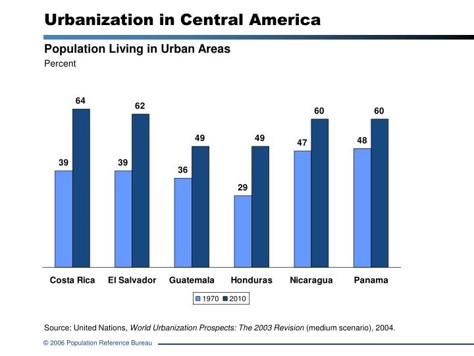 Urbanization in Central America
Population Living in Urban Areas
Percent
64
62
60
60
49
49
47
48
39
39
36
29
Costa Rica El Salvador Guatemala Honduras Nicaragua Panama
1970 2010
Source: United Nations, World Urbanization Prospects: The 2003 Revision (medium scenario), 2004.
© 2006 Population Reference Bureau